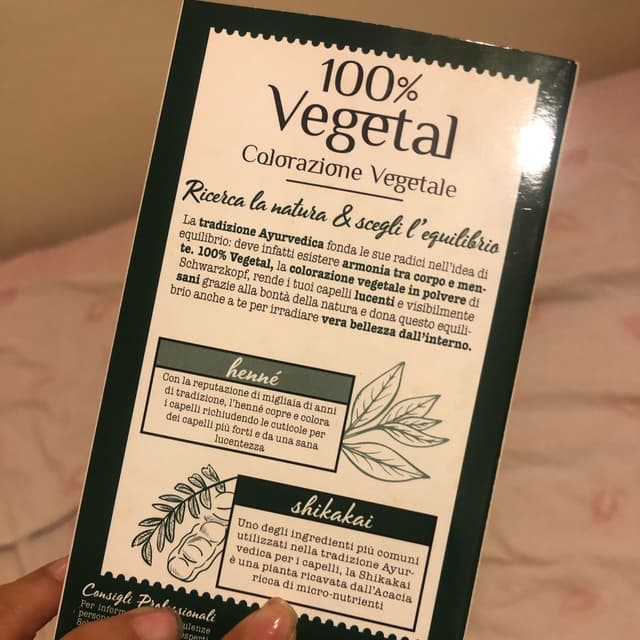 100%
Vegetal
Colorazione Vegetale
Ricerca la natura & scegli l'equilibrio
La tradizione Ayurvedica fonda le sue radici nell'idea di
equilibrio: deve infatti esistere armonia tra corpo e men-
te. 100% Vegetal, la colorazione vegetale in polvere di
Schwarzkopf, rende i tuoi capelli lucenti e visibilmente
sani grazie alla bontà della natura e dona questo equili-
brio anche a te per irradiare vera bellezza dall'interno.
henné
Con la reputazione di migliaia di anni
di tradizione, l'henné copre e colora
i capelli richiudendo le cuticole per
dei capelli più forti e da una sana
lucentezza
shikakai
Uno degli ingredienti più comuni
utilizzati nella tradizione Ayur-
vedica per i capelli, la Shikakai
è una pianta ricavata dall'Acacia
ricca di micro-nutrienti
Consigli Professionali
Per